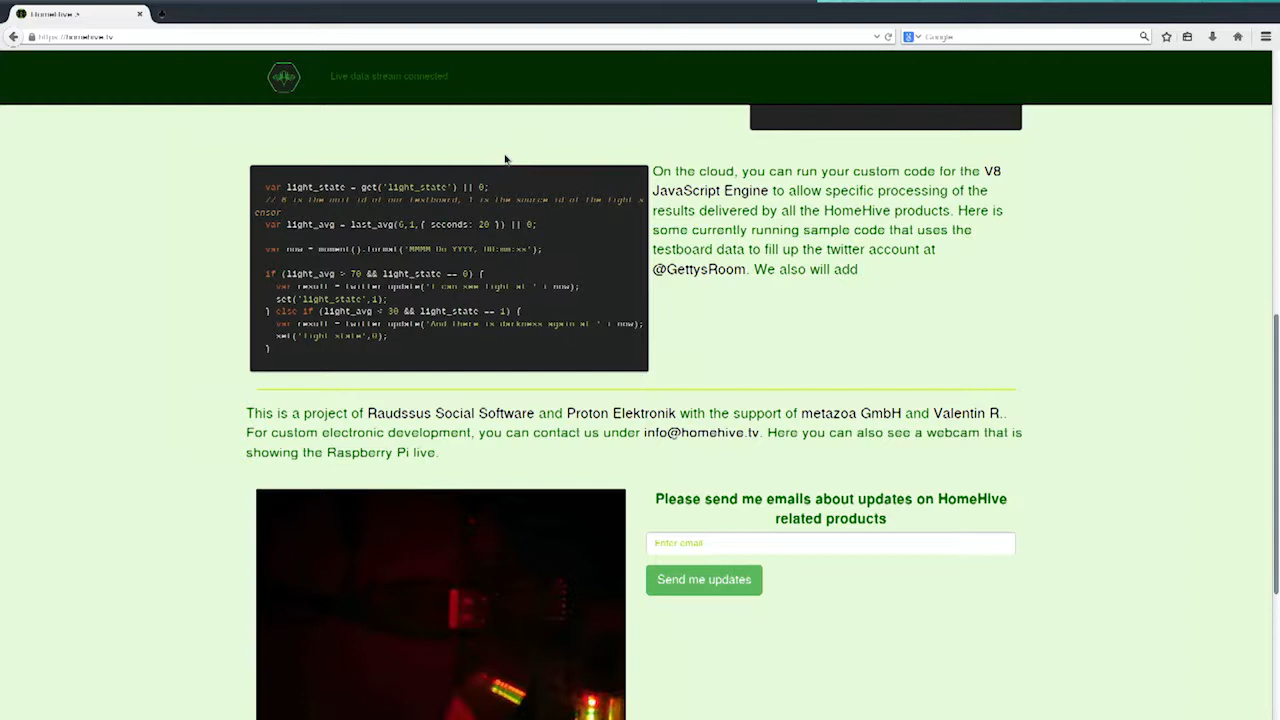 HomeHive >
https://homehive.tv
Google
Live data stream connected
var light_state = get('light_state') || 0;
// 6 is the unit id of our testboard, 1 is the source id of the light s
ensor
var light_avg = last_avg(6,1,{ seconds: 20 }) || 0;
var now = moment().format('MMMM Do YYYY, HH:mm:ss');
if (light_avg > 70 && light_state == 0) {
var result = twitter_update('I can see light at ' + now);
set('light_state',1);
} else if (light_avg < 30 && light_state == 1) {
var result = twitter_update('And there is darkness again at ' + now);
set('light_state',0);
}
On the cloud, you can run your custom code for the V8
JavaScript Engine to allow specific processing of the
results delivered by all the HomeHive products. Here is
some currently running sample code that uses the
testboard data to fill up the twitter account at
@GettysRoom. We also will add
This is a project of Raudssus Social Software and Proton Elektronik with the support of metazoa GmbH and Valentin R..
For custom electronic development, you can contact us under info@homehive.tv. Here you can also see a webcam that is
showing the Raspberry Pi live.
Please send me emails about updates on HomeHive
related products
Enter email
Send me updates